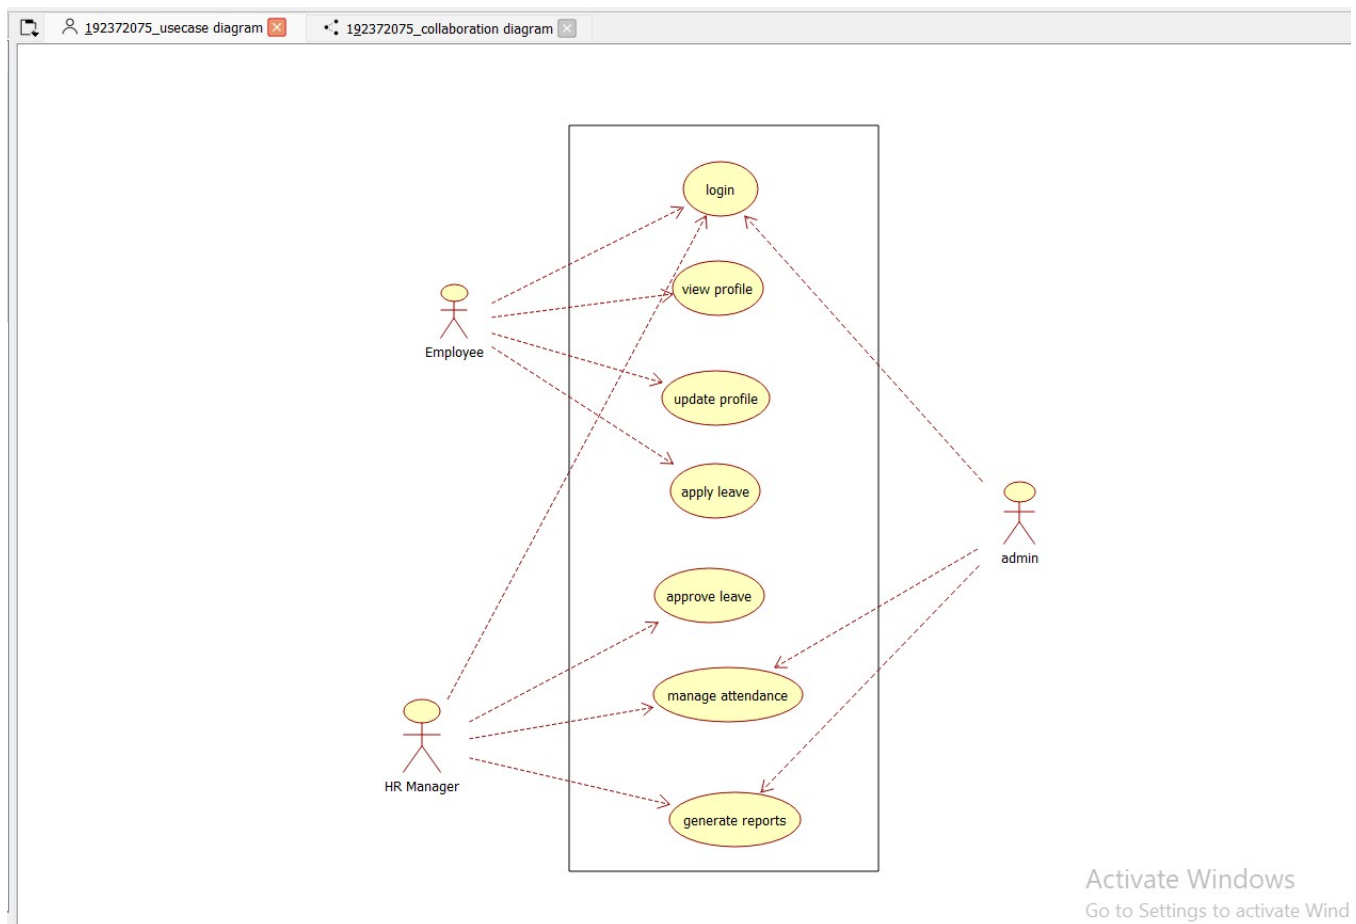 192372075_usecase diagram
192372075_collaboration diagram
login
view profile
Employee
update profile
apply leave
admin
approve leave
manage attendance
HR Manager
generate reports
Activate Windows
Go to Settings to activate Wind